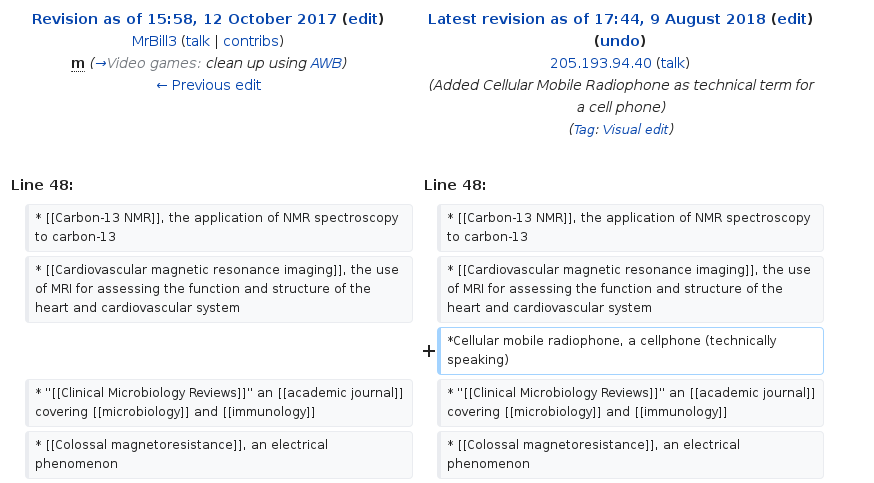 Revision as of 15:58, 12 October 2017 (edit)
MrBill3 (talk | contribs)
m (→Video games: clean up using AWB)
← Previous edit
Latest revision as of 17:44, 9 August 2018 (edit)
(undo)
205.193.94.40 (talk)
(Added Cellular Mobile Radiophone as technical term for
a cell phone)
(Tag: Visual edit)
Line 48:
Line 48:
* [[Carbon-13 NMR]], the application of NMR spectroscopy
to carbon-13
* [[Carbon-13 NMR]], the application of NMR spectroscopy
to carbon-13
* [[Cardiovascular magnetic resonance imaging]], the use
of MRI for assessing the function and structure of the
heart and cardiovascular system
* [[Cardiovascular magnetic resonance imaging]], the use
of MRI for assessing the function and structure of the
heart and cardiovascular system
+
*Cellular mobile radiophone, a cellphone (technically
speaking)
* ''[[Clinical Microbiology Reviews]]'' an [[academic journal]]
covering [[microbiology]] and [[immunology]]
* ''[[Clinical Microbiology Reviews]]'' an [[academic journal]]
covering [[microbiology]] and [[immunology]]
* [[Colossal magnetoresistance]], an electrical
phenomenon
* [[Colossal magnetoresistance]], an electrical
phenomenon